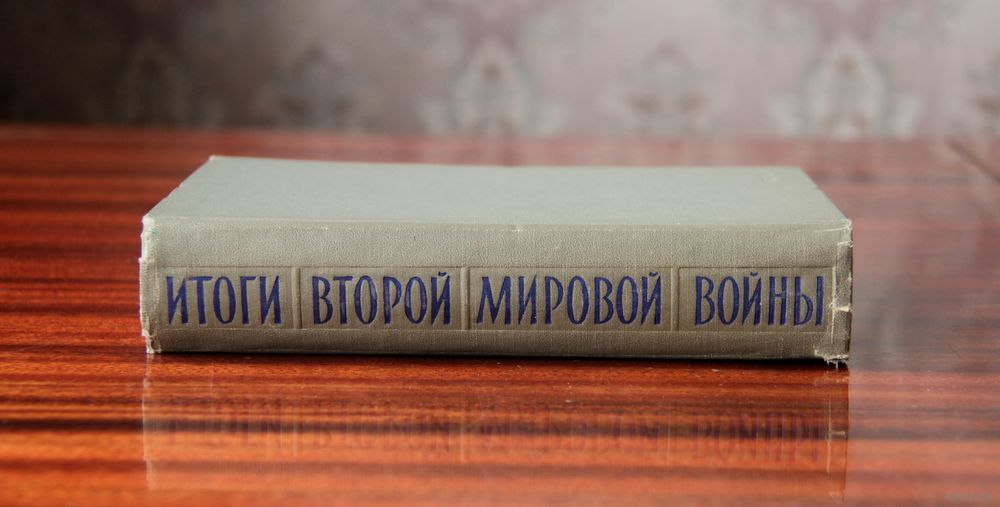 ИТОГИ ВТОРОЙ МИРОВОЙ ВОЙНЫ